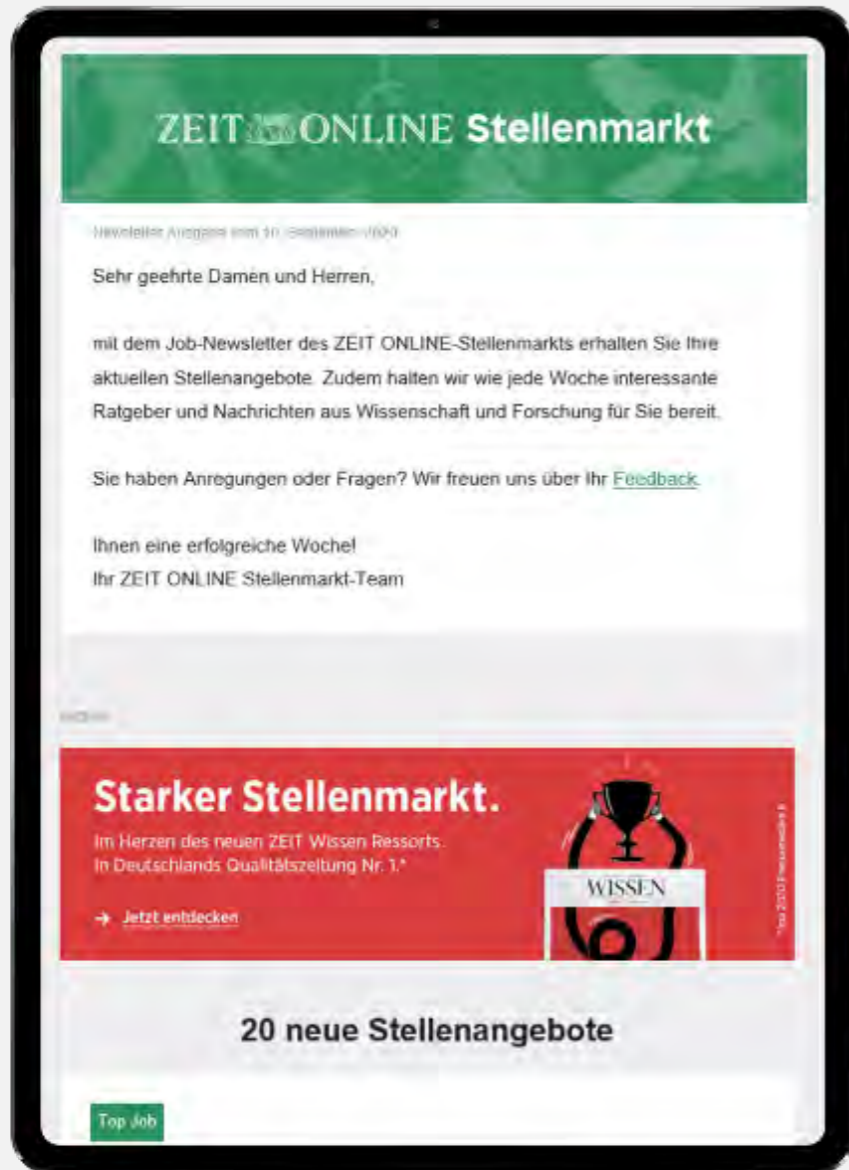 ZEIT ONLINE Stellenmarkt
Newsletter Ausgabe vom
Sehr geehrte Damen und Herren,
mit dem Job-Newsletter des ZEIT ONLINE-Stellenmarkts erhalten Sie Ihre
aktuellen Stellenangebote. Zudem halten wir wie jede Woche interessante
Ratgeber und Nachrichten aus Wissenschaft und Forschung für Sie bereit.
Sie haben Anregungen oder Fragen? Wir freuen uns über Ihr Feedback.
Ihnen eine erfolgreiche Woche!
Ihr ZEIT ONLINE Stellenmarkt-Team
Starker Stellenmarkt.
Im Herzen des neuen ZEIT Wissen Ressorts.
In Deutschlands Qualitätszeitung Nr. 1.*
→ Jetzt entdecken
WISSEN
20 neue Stellenangebote
Top Job